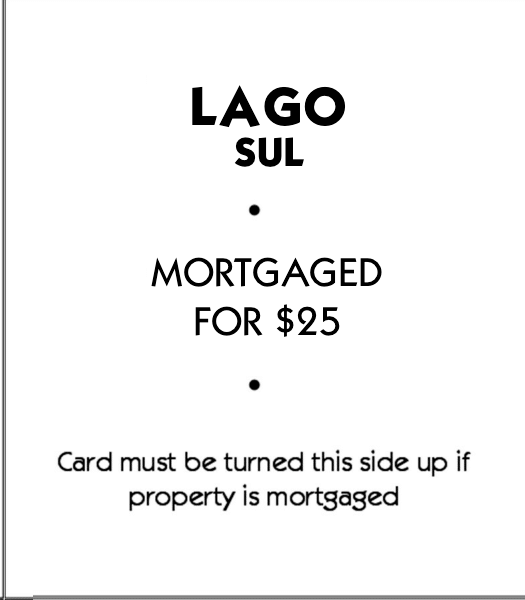 LAGO
SUL
•
MORTGAGED
FOR $25
•
Card must be turned this side up if
property is mortgaged